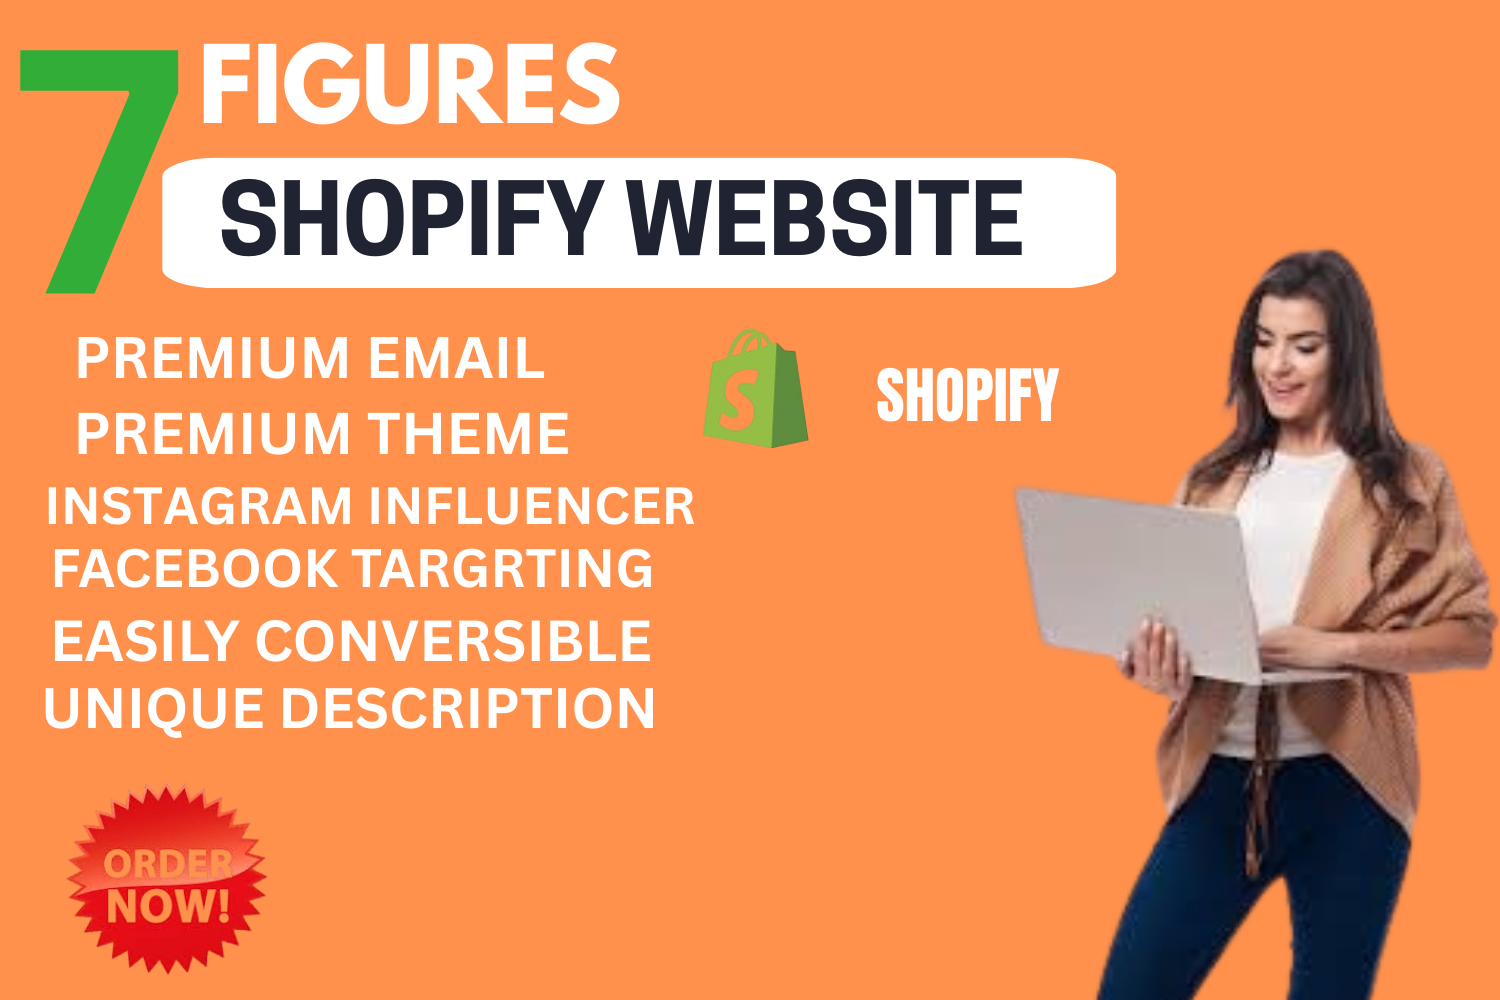 7 FIGURES
SHOPIFY WEBSITE
PREMIUM EMAIL
PREMIUM THEME
INSTAGRAM INFLUENCER
FACEBOOK TARGRTING
EASILY CONVERSIBLE
UNIQUE DESCRIPTION
S
SHOPIFY
ORDER
NOW!